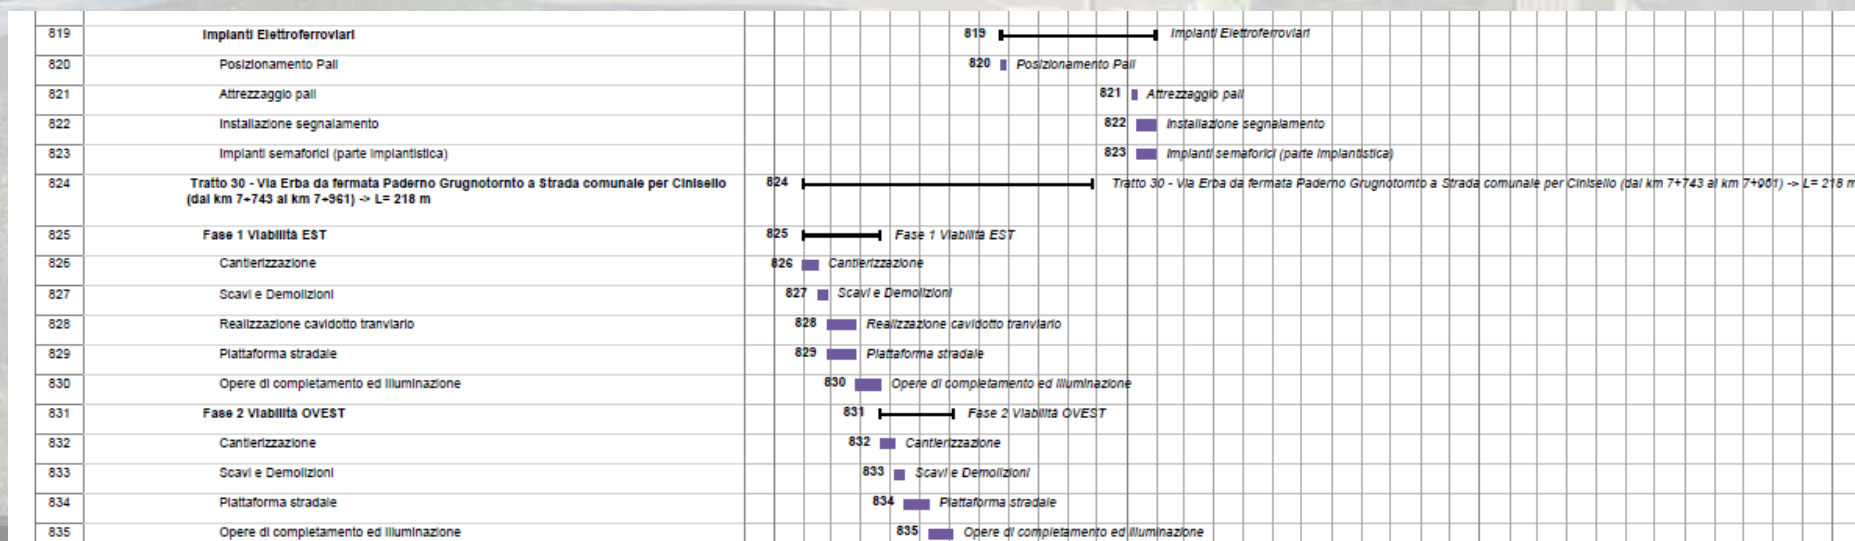 819 Impianti Elettroferroviari 819 Impianti Elettroferroviari
820 Posizionamento Pali 820 Posizionamento Pali
821 Attrezzaggio pali 821 Attrezzaggio pali
822 Installazione segnalamento 822 Installazione segnalamento
823 Impianti semaforici (parte impiantistica) 823 Impianti semaforici (parte impiantistica)
824 Tratto 30 - Via Erba da fermata Paderno Grugnotornto a Strada comunale per Cinisello 824 Tratto 30 - Via Erba da fermata Paderno Grugnotornto a Strada comunale per Cinisello (dal km 7+743 al km 7+961) -> L= 218 m
(dal km 7+743 al km 7+961) -> L= 218 m
825 Fase 1 Viabilità EST 825 Fase 1 Viabilità EST
826 Cantierizzazione 826 Cantierizzazione
827 Scavi e Demolizioni 827 Scavi e Demolizioni
828 Realizzazione cavidotto tranviario 828 Realizzazione cavidotto tranviario
829 Piattaforma stradale 829 Piattaforma stradale
830 Opere di completamento ed illuminazione 830 Opere di completamento ed illuminazione
831 Fase 2 Viabilità OVEST 831 Fase 2 Viabilità OVEST
832 Cantierizzazione 832 Cantierizzazione
833 Scavi e Demolizioni 833 Scavi e Demolizioni
834 Piattaforma stradale 834 Piattaforma stradale
835 Opere di completamento ed illuminazione 835 Opere di completamento ed illuminazione